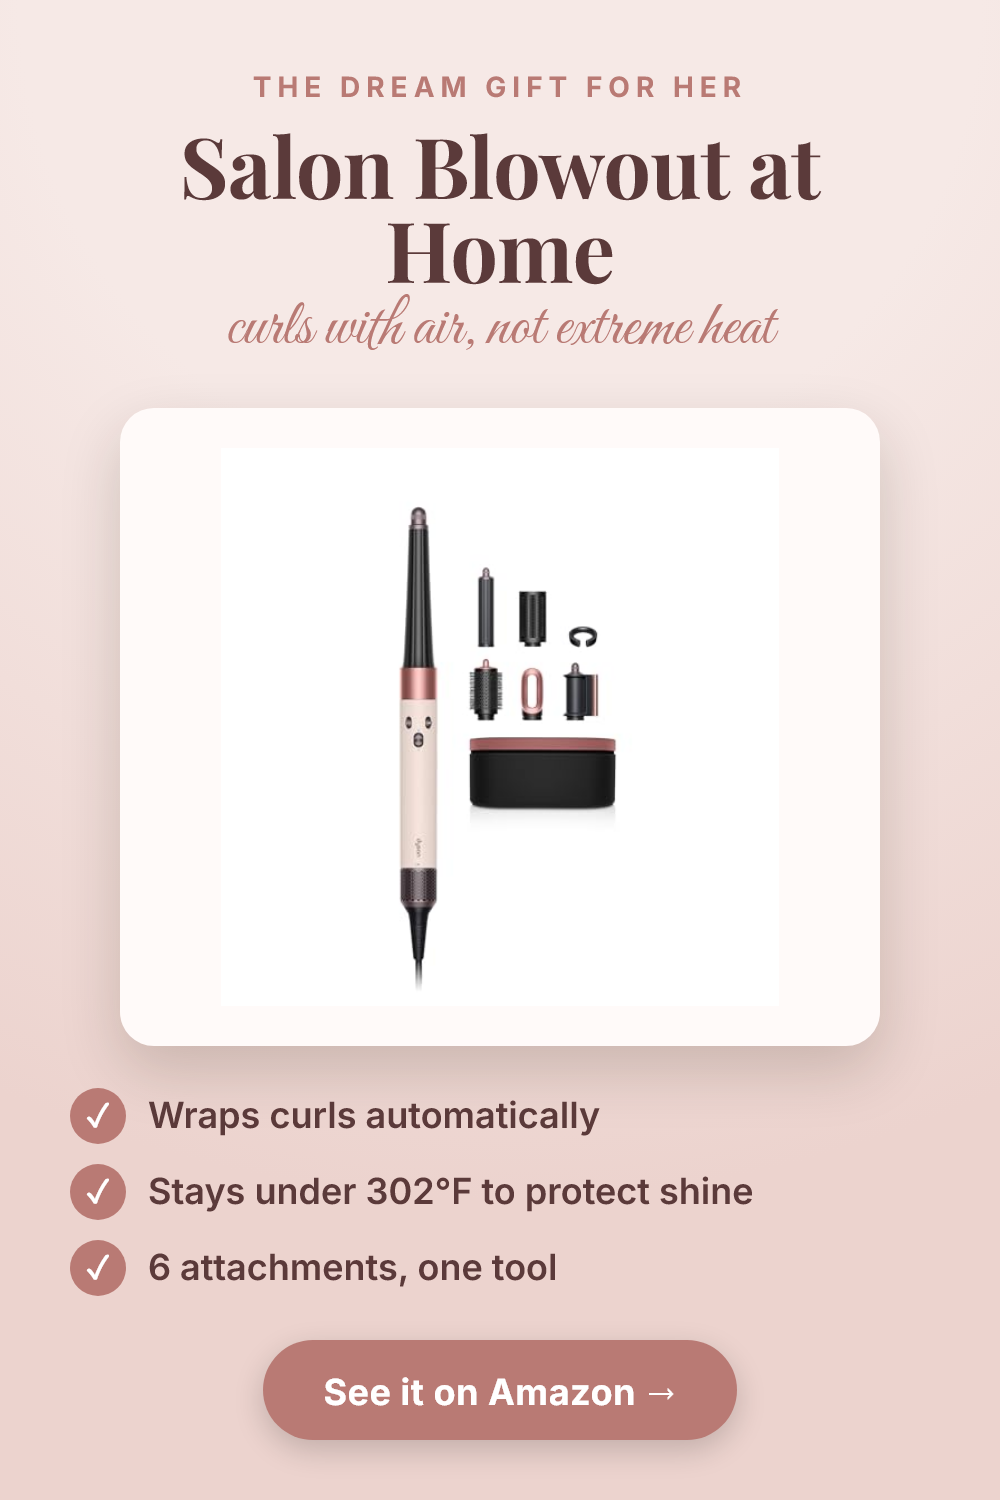 THE DREAM GIFT FOR HER
Salon Blowout at
Home
curls with air, not extreme heat
dyson
Wraps curls automatically
Stays under 302°F to protect shine
6 attachments, one tool
See it on Amazon →